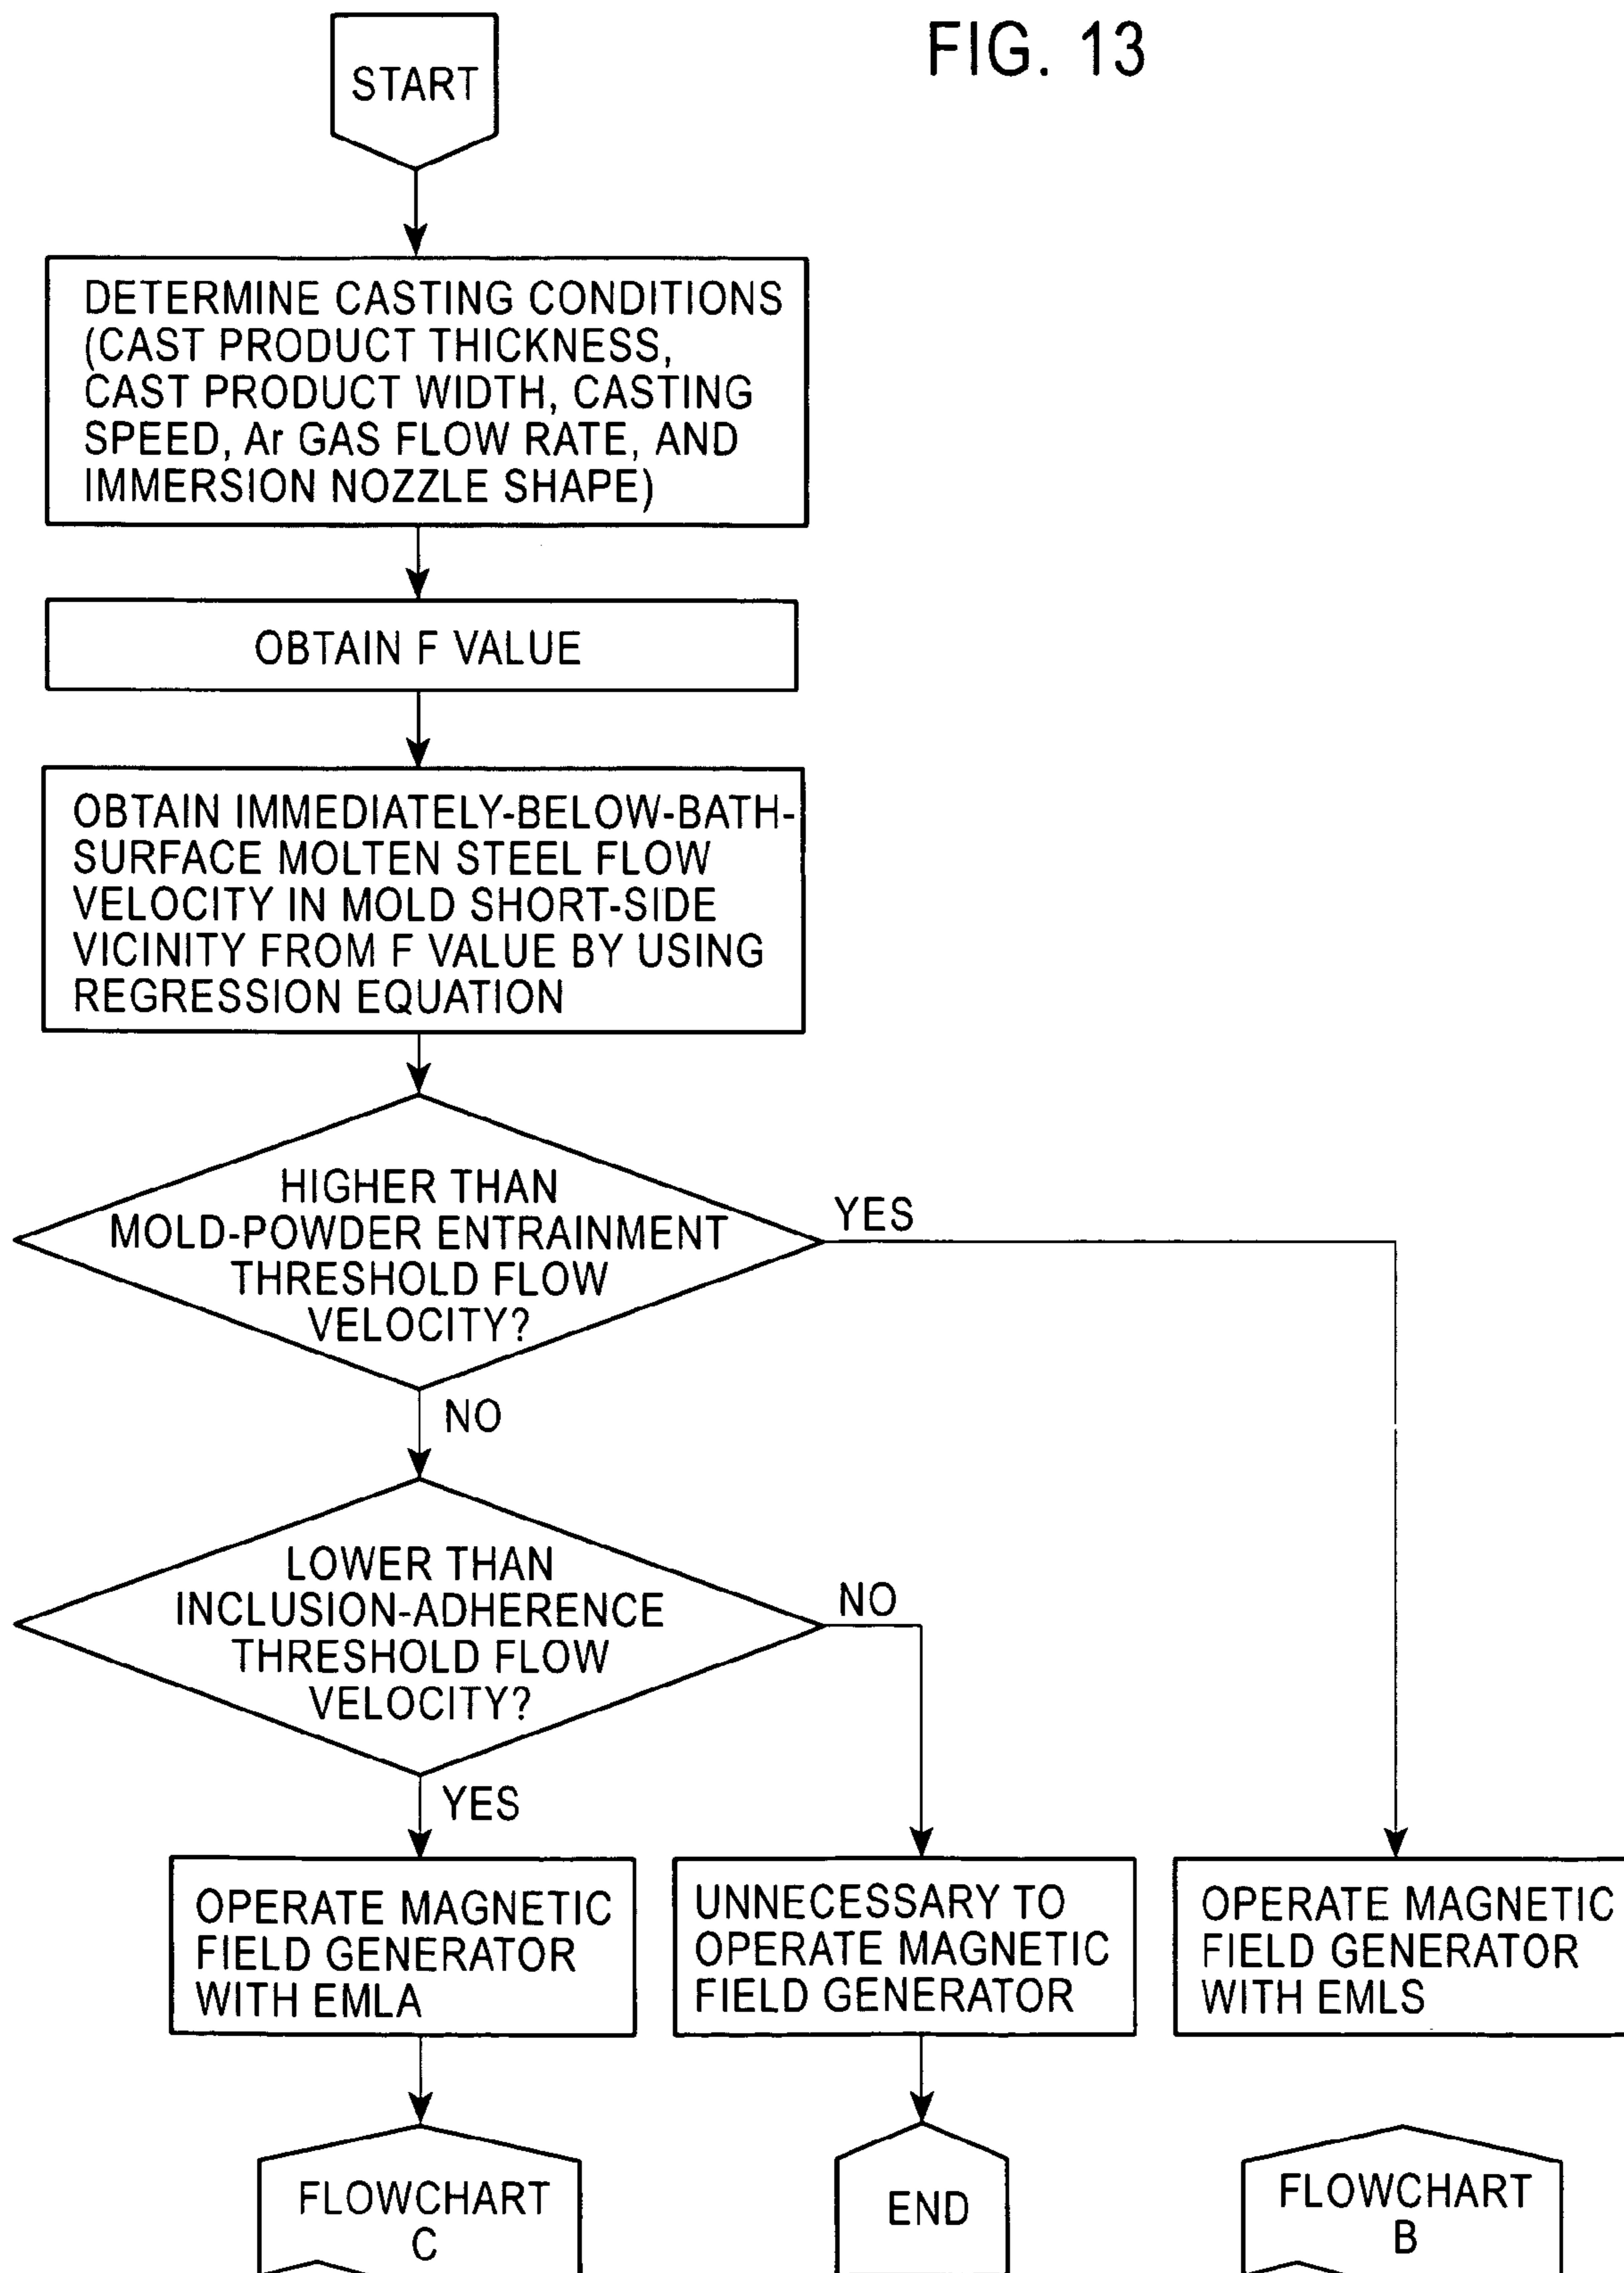 FIG. 13
START
DETERMINE CASTING CONDITIONS
(CAST PRODUCT THICKNESS,
CAST PRODUCT WIDTH, CASTING
SPEED, Ar GAS FLOW RATE, AND
IMMERSION NOZZLE SHAPE)
OBTAIN F VALUE
OBTAIN IMMEDIATELY-BELOW-BATH-
SURFACE MOLTEN STEEL FLOW
VELOCITY IN MOLD SHORT-SIDE
VICINITY FROM F VALUE BY USING
REGRESSION EQUATION
HIGHER THAN
MOLD-POWDER ENTRAINMENT
THRESHOLD FLOW
VELOCITY?
YES
NO
LOWER THAN
INCLUSION-ADHERENCE
THRESHOLD FLOW
VELOCITY?
NO
YES
OPERATE MAGNETIC
FIELD GENERATOR
WITH EMLA
UNNECESSARY TO
OPERATE MAGNETIC
FIELD GENERATOR
OPERATE MAGNETIC
FIELD GENERATOR
WITH EMLS
FLOWCHART
C
END
FLOWCHART
B